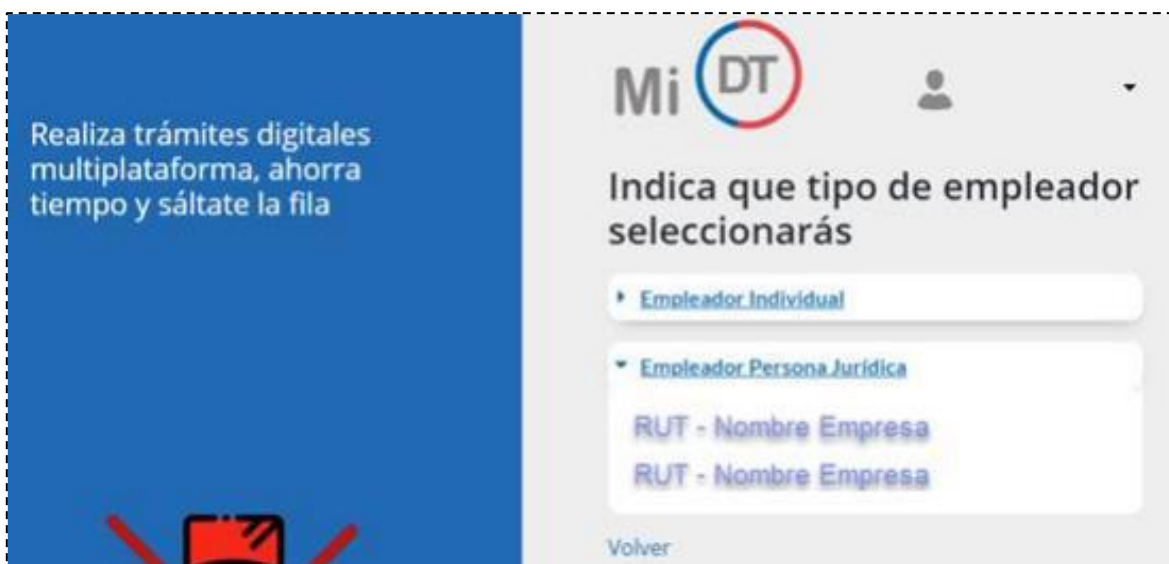 Realiza trámites digitales
multiplataforma, ahorra
tiempo y sáltate la fila
Mi DT
Indica que tipo de empleador
seleccionarás
Empleador Individual
Empleador Persona Jurídica
RUT - Nombre Empresa
RUT - Nombre Empresa
Volver